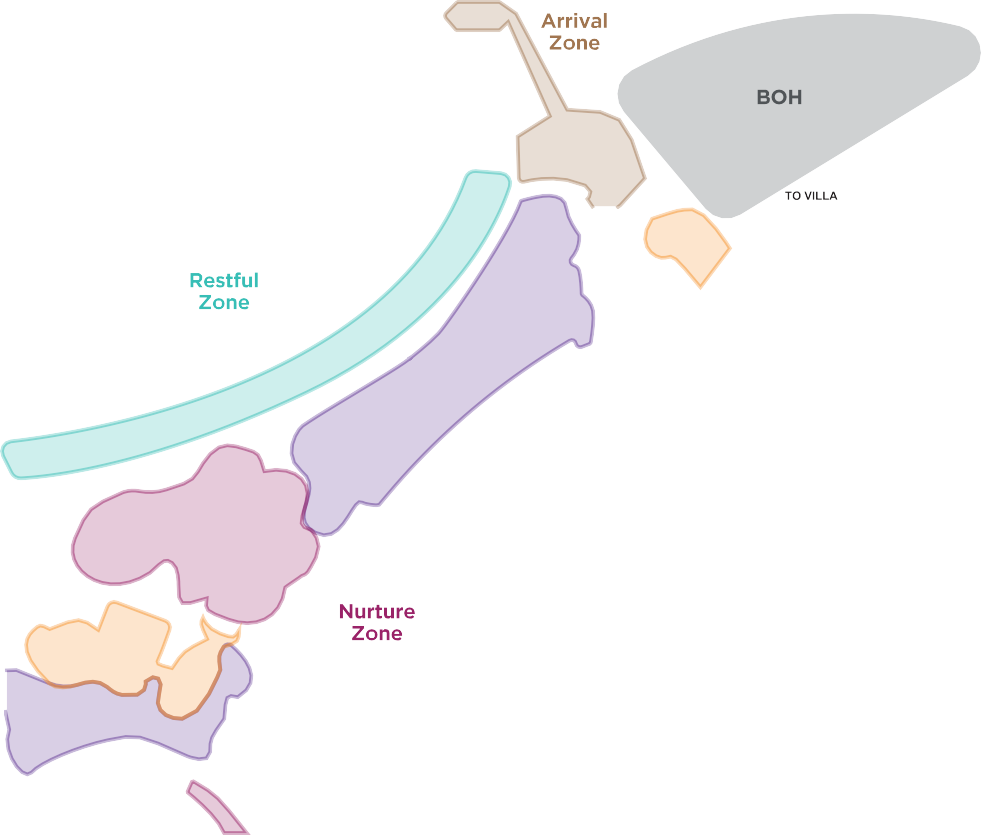 Arrival
Zone
BOH
TO VILLA
Restful
Zone
Nurture
Zone